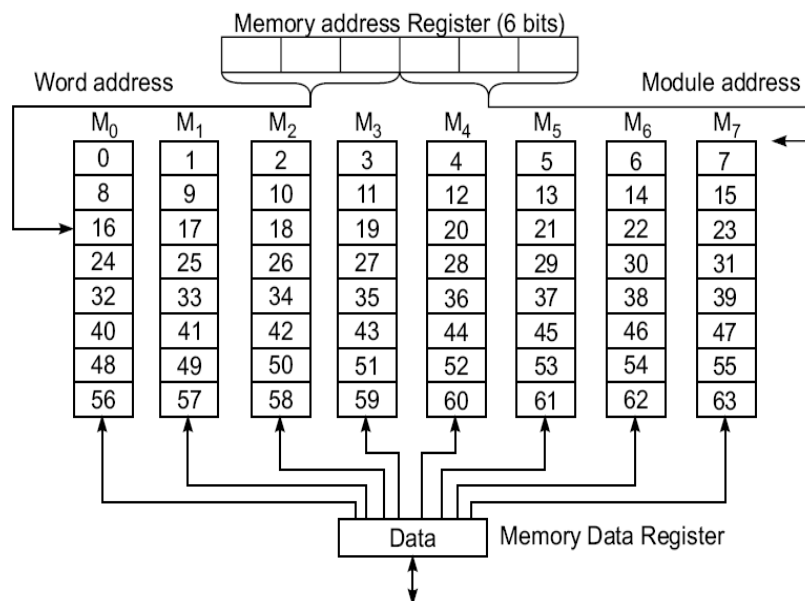 Memory address Register (6 bits)
Word address
Module address
M0 M1 M2 M3 M4 M5 M6 M7
0 1 2 3 4 5 6 7
8 9 10 11 12 13 14 15
16 17 18 19 20 21 22 23
24 25 26 27 28 29 30 31
32 33 34 35 36 37 38 39
40 41 42 43 44 45 46 47
48 49 50 51 52 53 54 55
56 57 58 59 60 61 62 63
Data
Memory Data Register